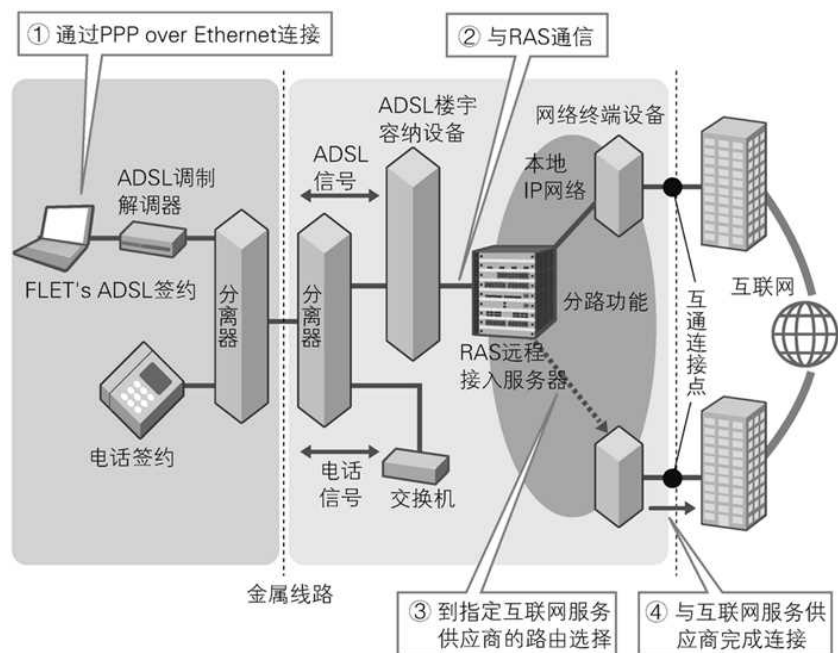 ① 通过PPP over Ethernet连接
② 与RAS通信
ADSL楼宇
容纳设备
网络终端设备
ADSL
信号
本地
IP网络
ADSL调制
解调器
FLET's ADSL签约
分离器
分离器
分路功能
互联网
互通连接点
RAS远程
接入服务器
电话签约
电话
信号
交换机
金属线路
③ 到指定互联网服务
供应商的路由选择
④ 与互联网服务供
应商完成连接